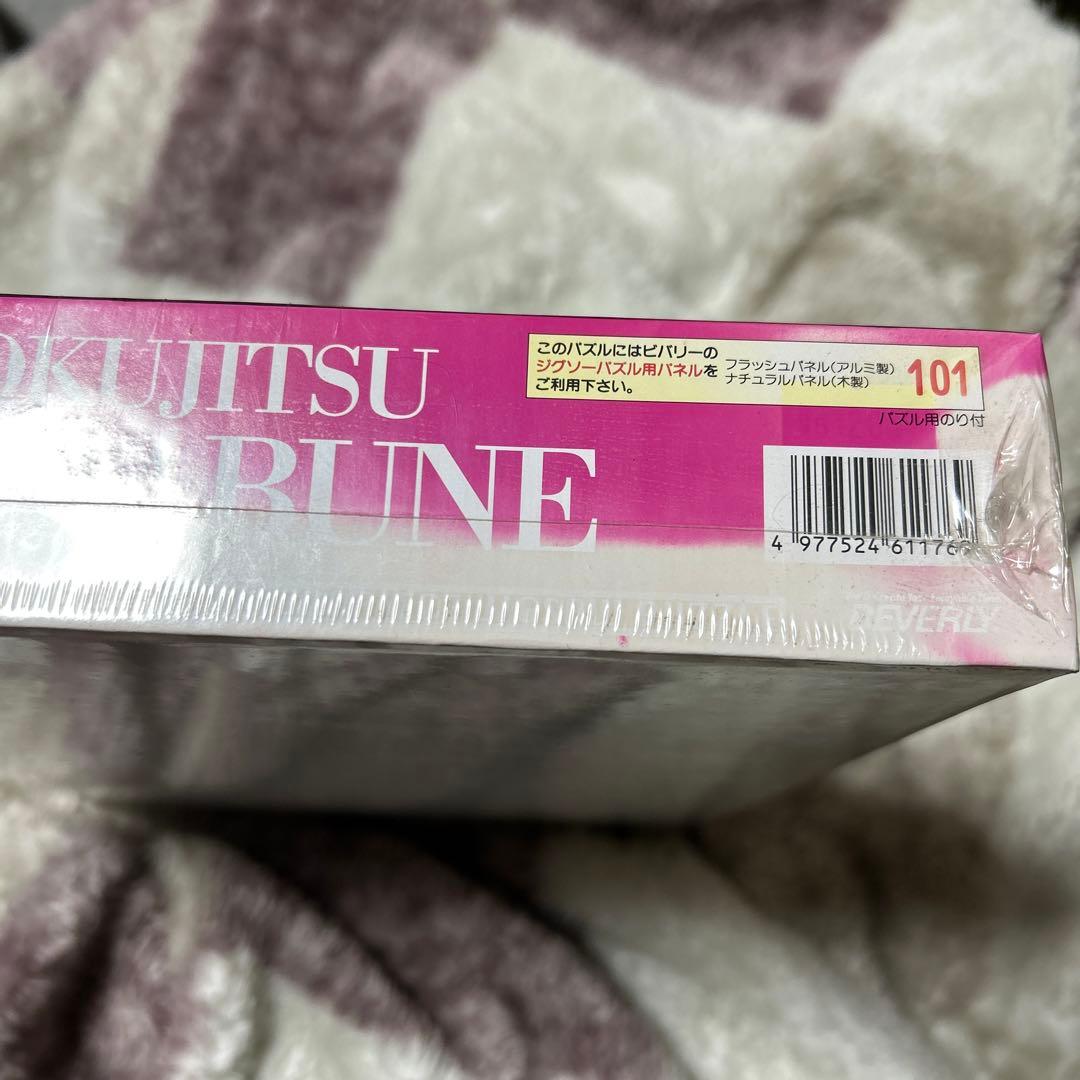 OKUJITSU
BUNE
このパズルにはビバリーの
ジグソーパズル用パネルを
ご利用下さい。
フラッシュパネル(アルミ製)
ナチュラルパネル(木製)
101
パズル用のり付
4 977524 61176
BEVERLY